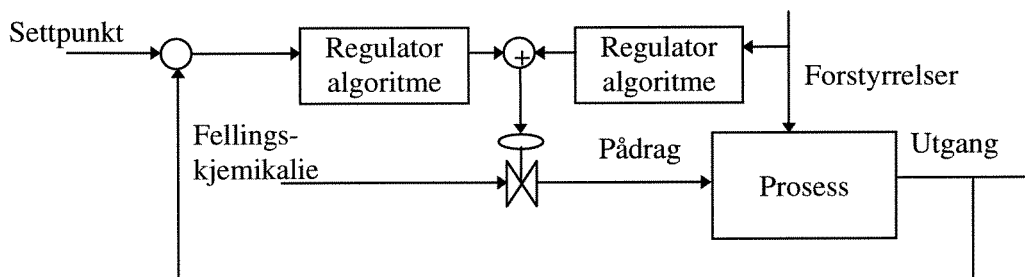 Settpunkt
Regulator
algoritme
+
Regulator
algoritme
Forstyrrelser
Fellings-
kjemikalie
Pådrag
Prosess
Utgang